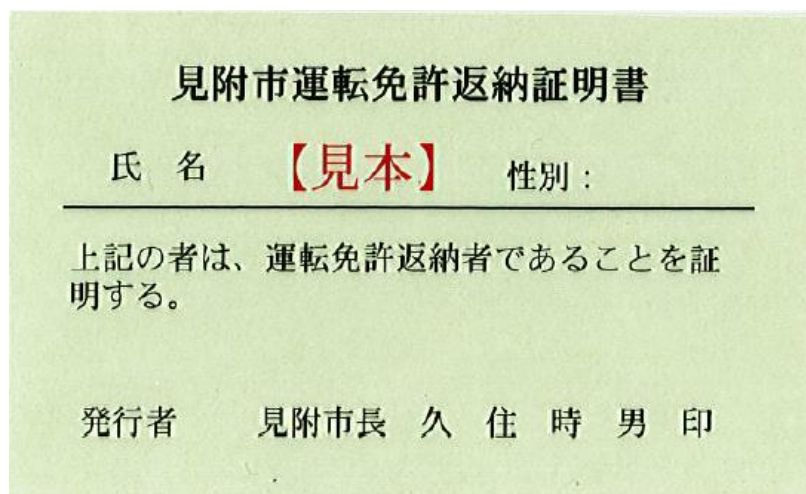 見附市運転免許返納証明書
氏 名 【見本】 性別:
上記の者は、運転免許返納者であることを証
明する。
発行者 見附市長 久 住 時 男 印